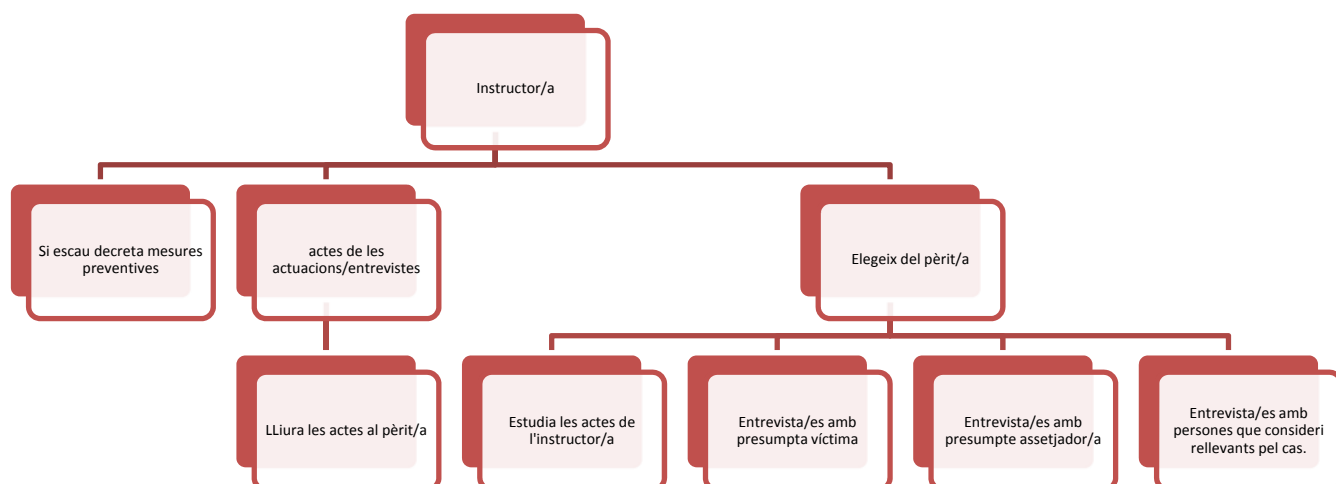 Instructor/a
Si escau decreta mesures
preventives
actes de les
actuacions/entrevistes
Elegeix del pèrit/a
LLiura les actes al pèrit/a
Estudia les actes de
l'instructor/a
Entrevista/es amb
presumpta víctima
Entrevista/es amb
presumpte assetjador/a
Entrevista/es amb
persones que consideri
rellevants pel cas.